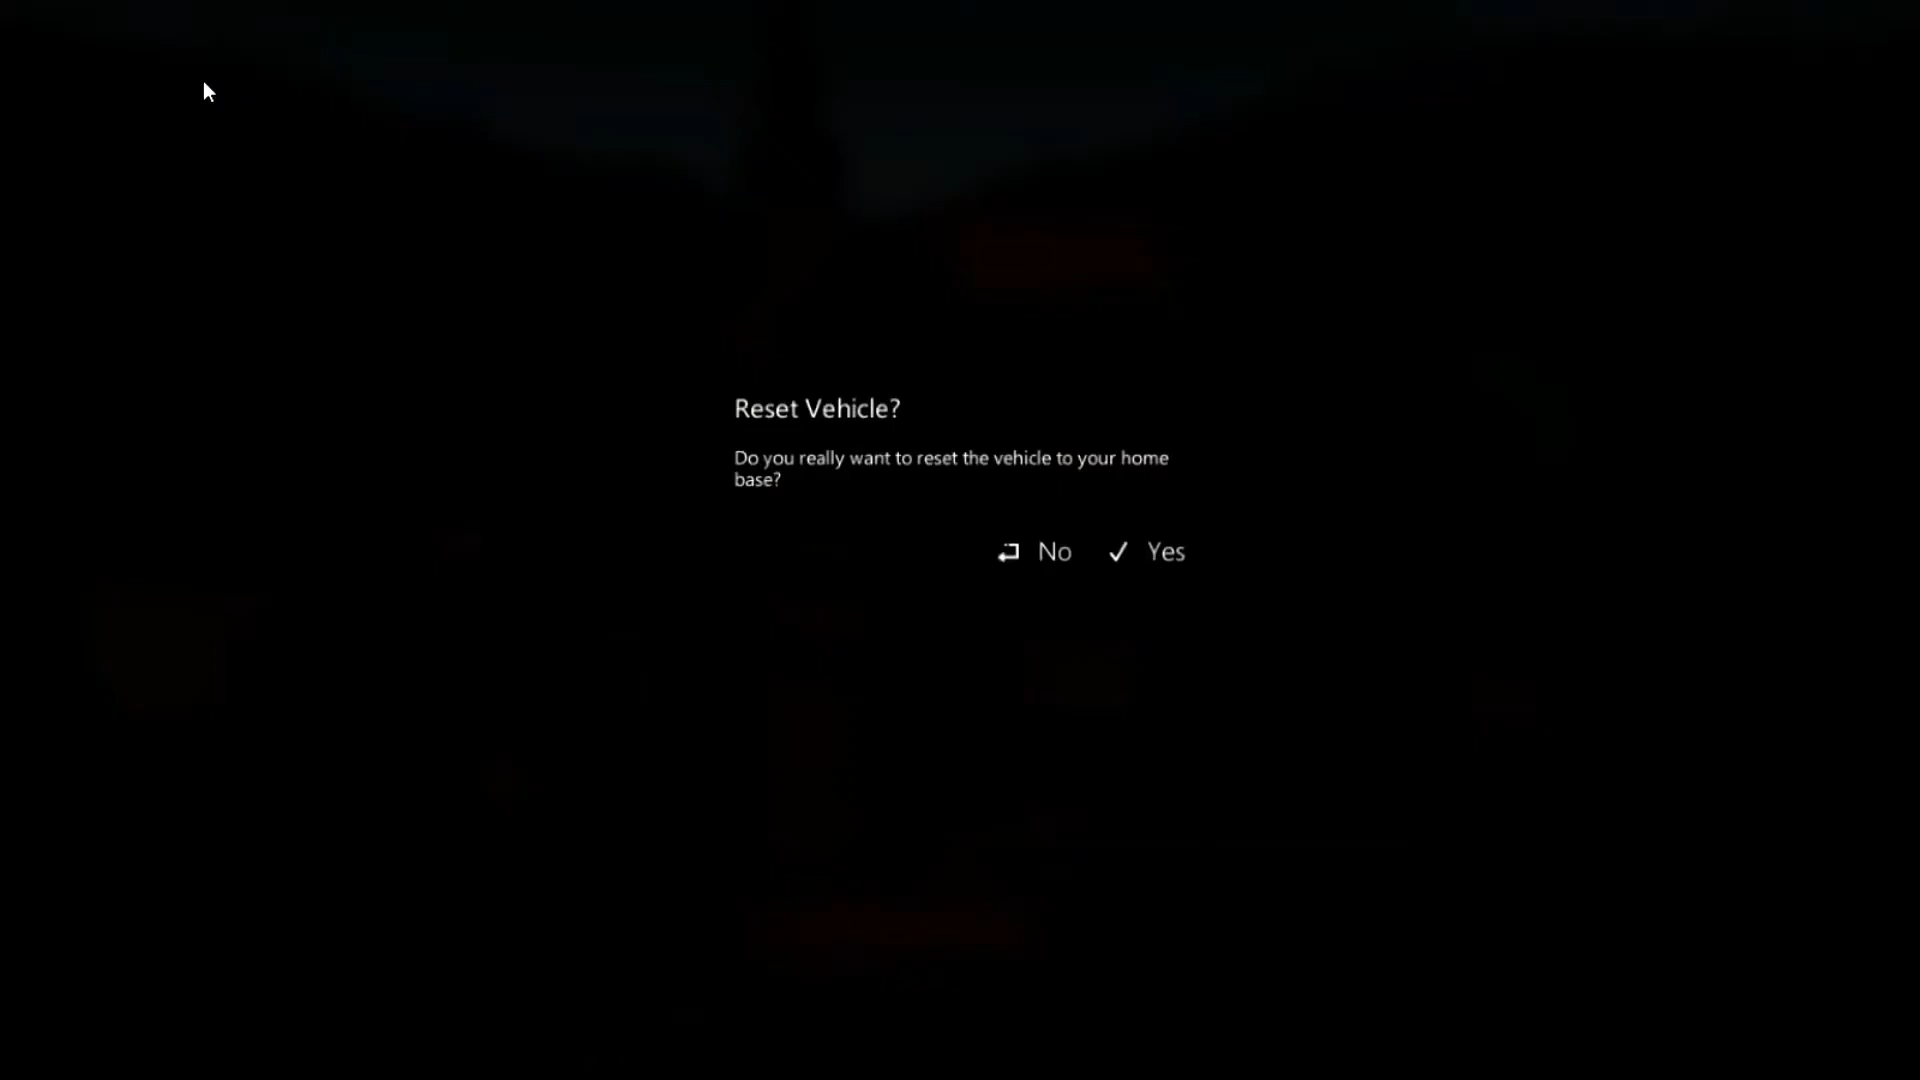 Reset Vehicle?
Do you really want to reset the vehicle to your home
base?
No Yes